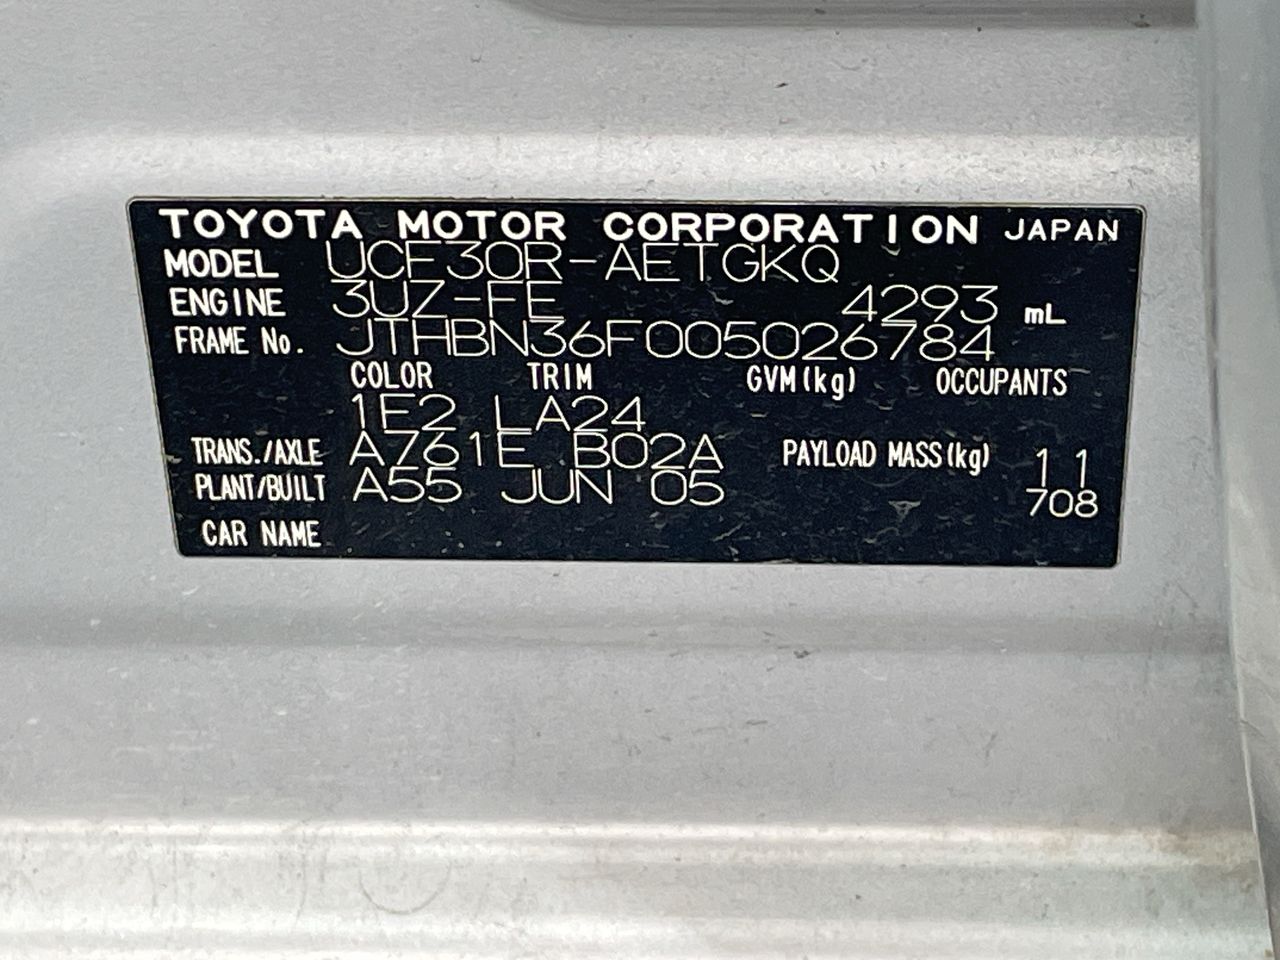 TOYOTA MOTOR CORPORATION JAPAN
MODEL UCF30R-AETGKQ
ENGINE 3UZ-FE 4293 mL
FRAME No. JTHBN36F005026784
COLOR TRIM GVM(kg) OCCUPANTS
1E2 LA24
TRANS./AXLE A761E B02A PAYLOAD MASS(kg) 11
PLANT/BUILT A55 JUN 05 708
CAR NAME